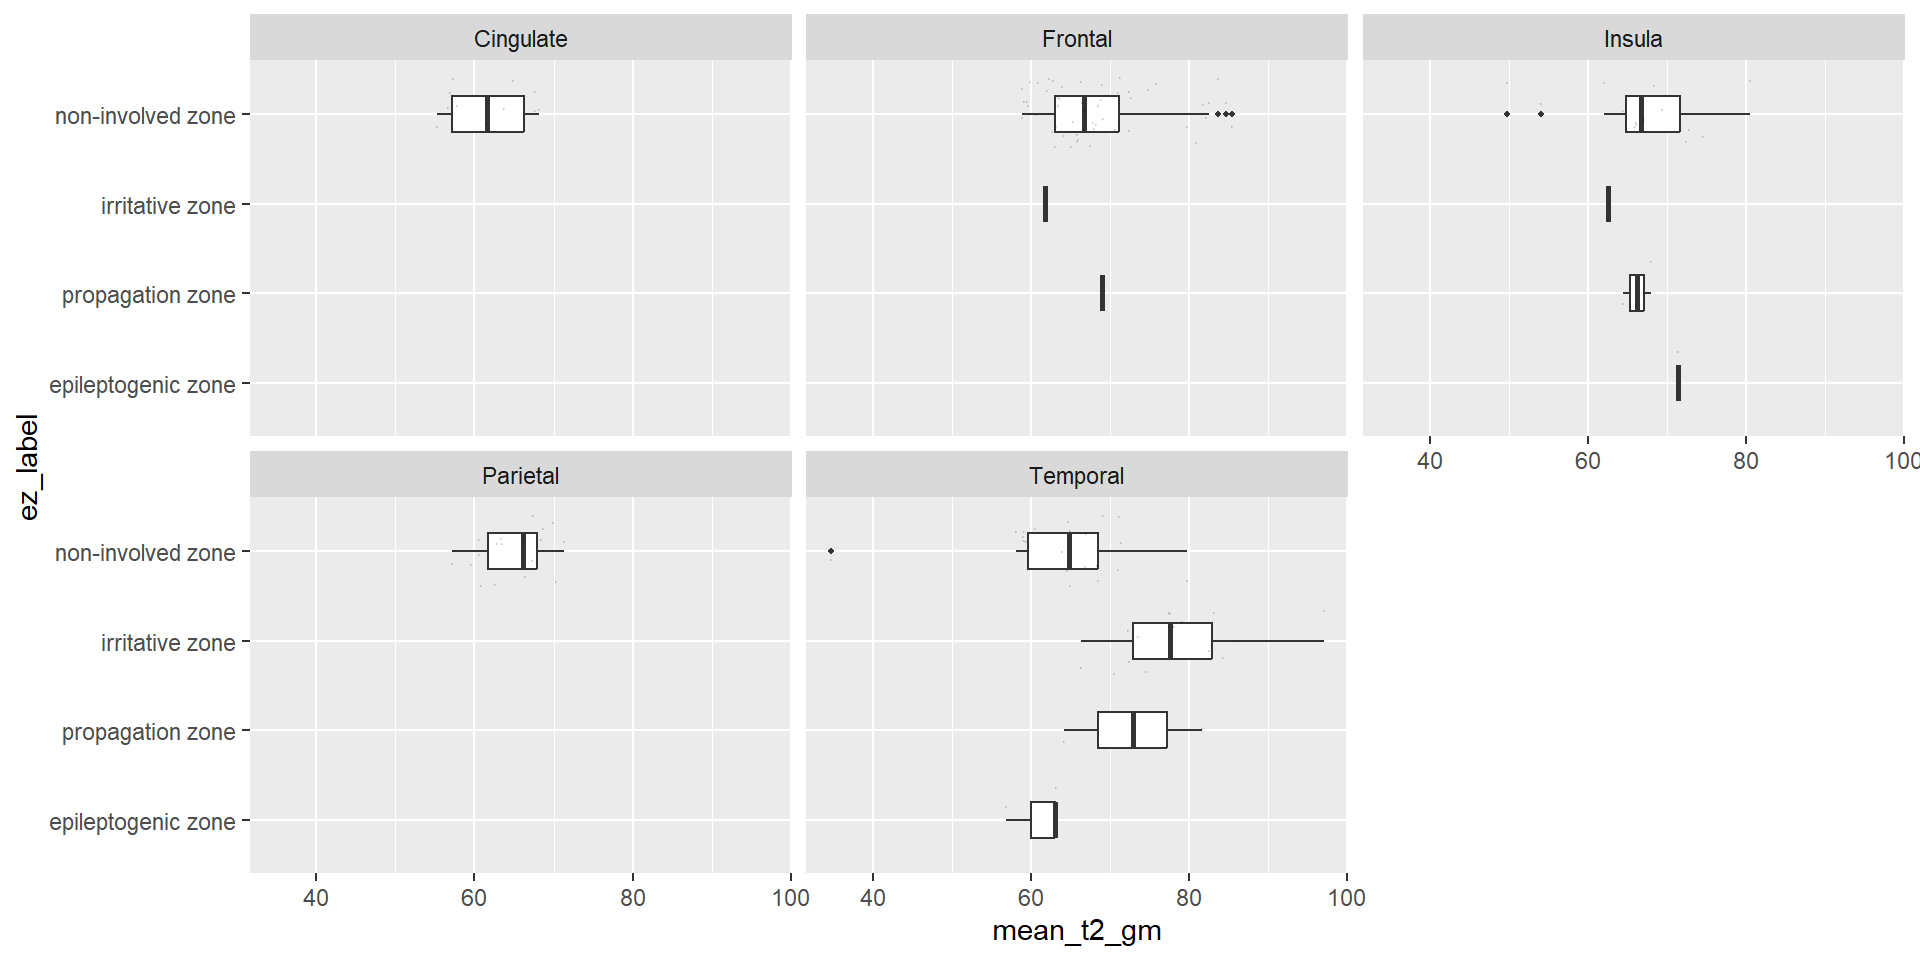 Cingulate
Frontal
Insula
non-involved zone
irritative zone
propagation zone
epileptogenic zone
40 60 80 100
Parietal
Temporal
non-involved zone
irritative zone
propagation zone
epileptogenic zone
40 60 80 100
40 60 80 100
mean_t2_gm
ez_label